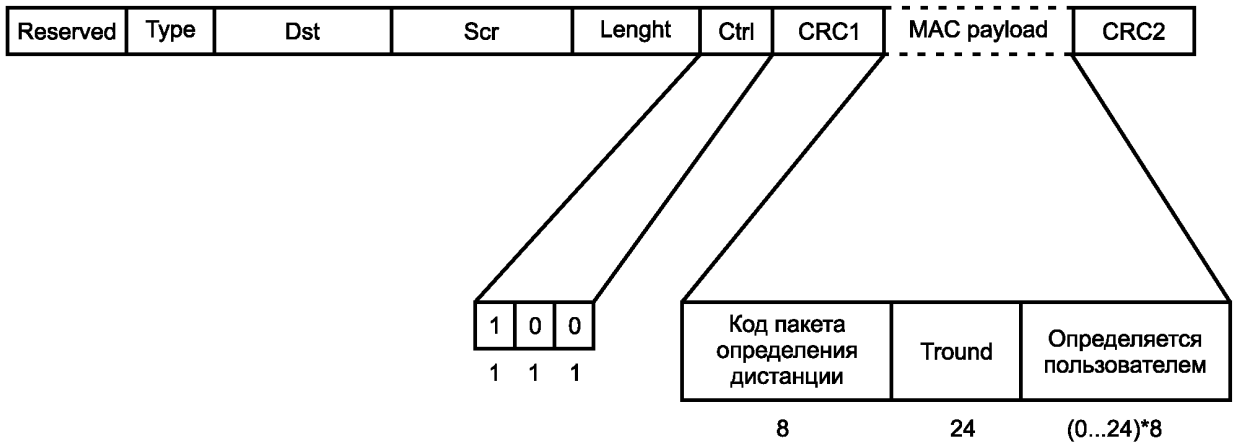 Reserved Type Dst Scr Lenght Ctrl CRC1 MAC payload CRC2
1 0 0
1 1 1
Код пакета
определения
дистанции
Tround
Определяется
пользователем
8 24 (0...24)*8